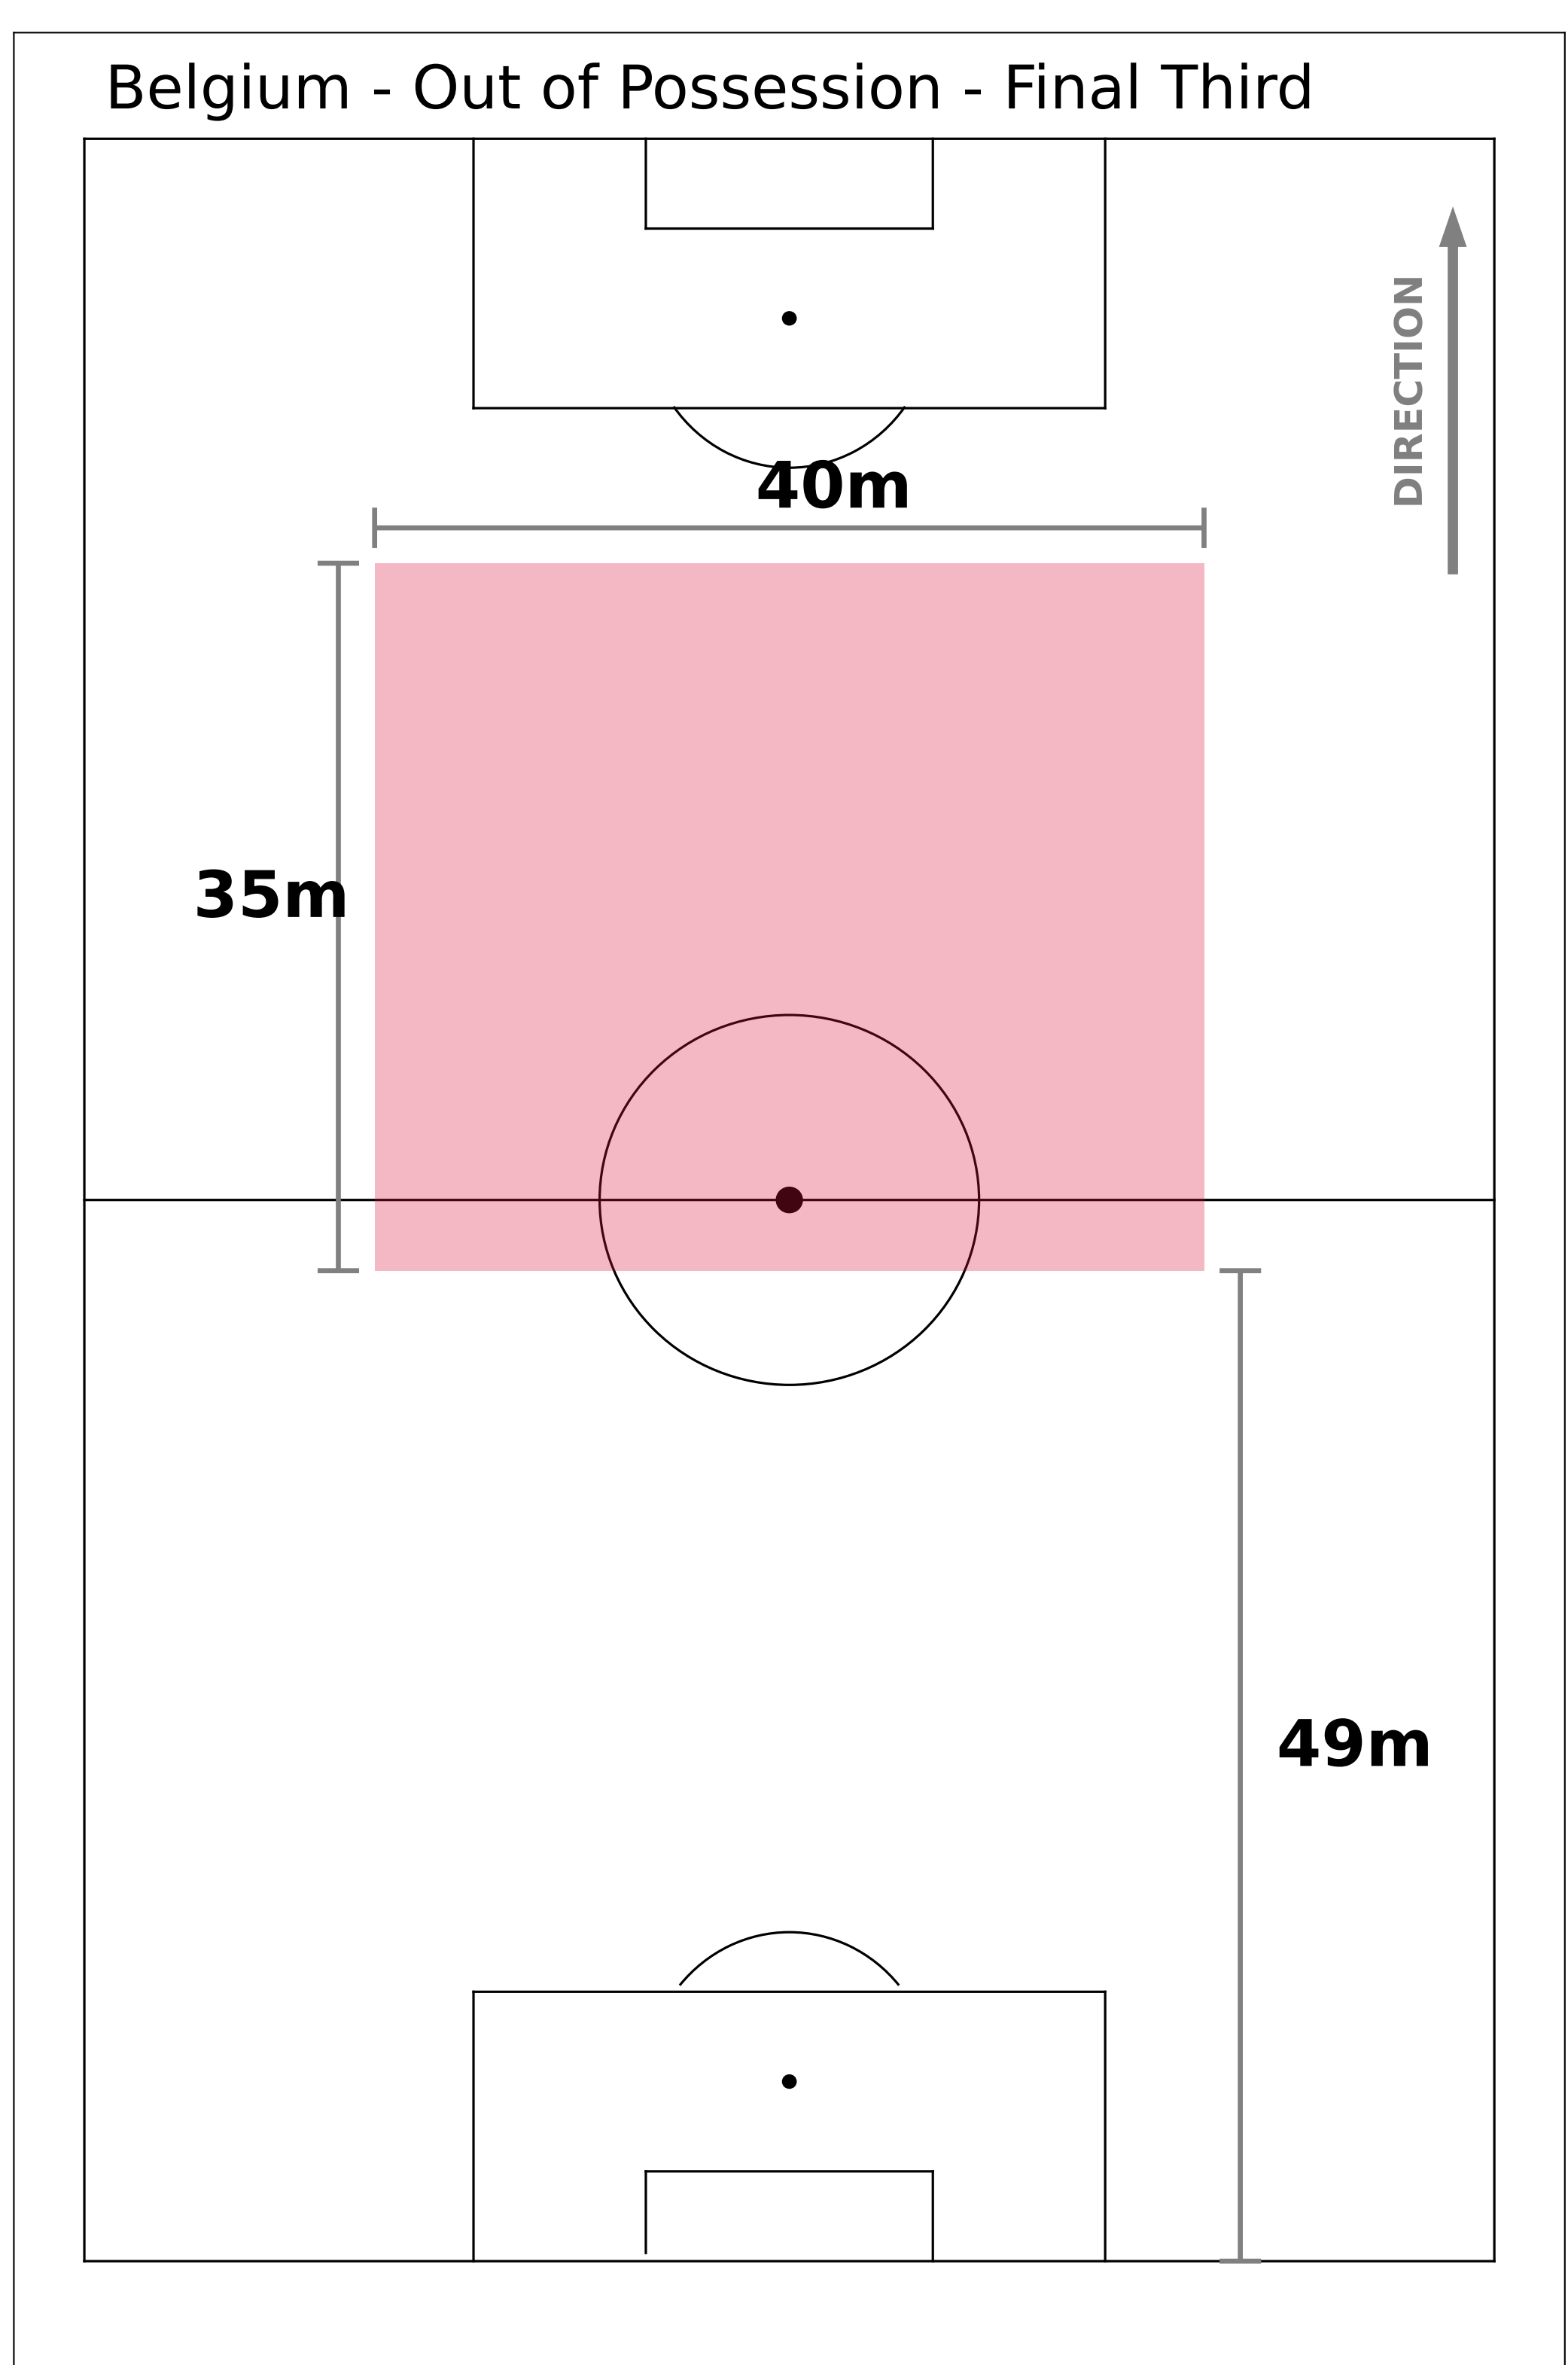 Belgium - Out of Possession - Final Third
DIRECTION
40m
35m
49m